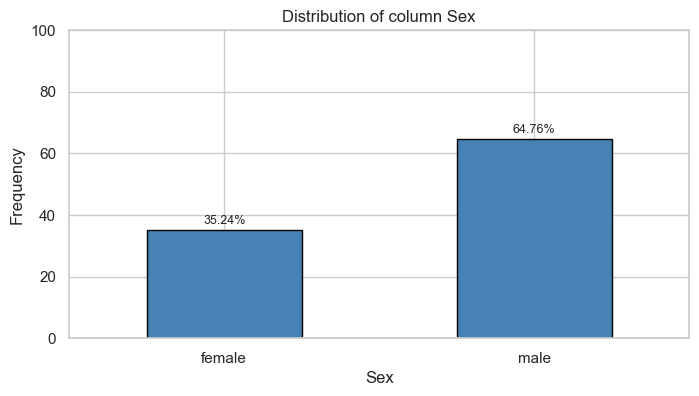 Distribution of column Sex
100
80
60
40
20
0
Frequency
35.24%
64.76%
female
male
Sex